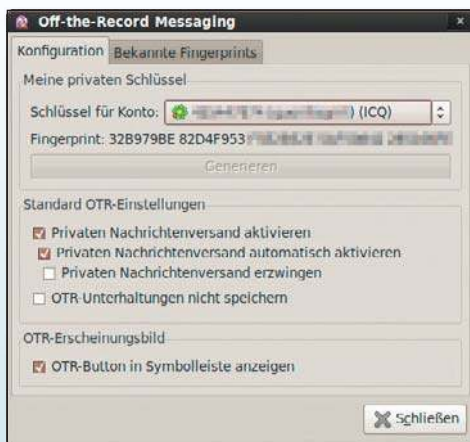 Off-the-Record Messaging
Konfiguration Bekannte Fingerprints
Meine privaten Schlüssel
Schlüssel für Konto: ) (ICQ)
Fingerprint: 32B979BE 82D4F953
Generieren
Standard OTR-Einstellungen
Privaten Nachrichtenversand aktivieren
Privaten Nachrichtenversand automatisch aktivieren
Privaten Nachrichtenversand erzwingen
OTR-Unterhaltungen nicht speichern
OTR-Erscheinungsbild
OTR-Button in Symbolleiste anzeigen
Schließen